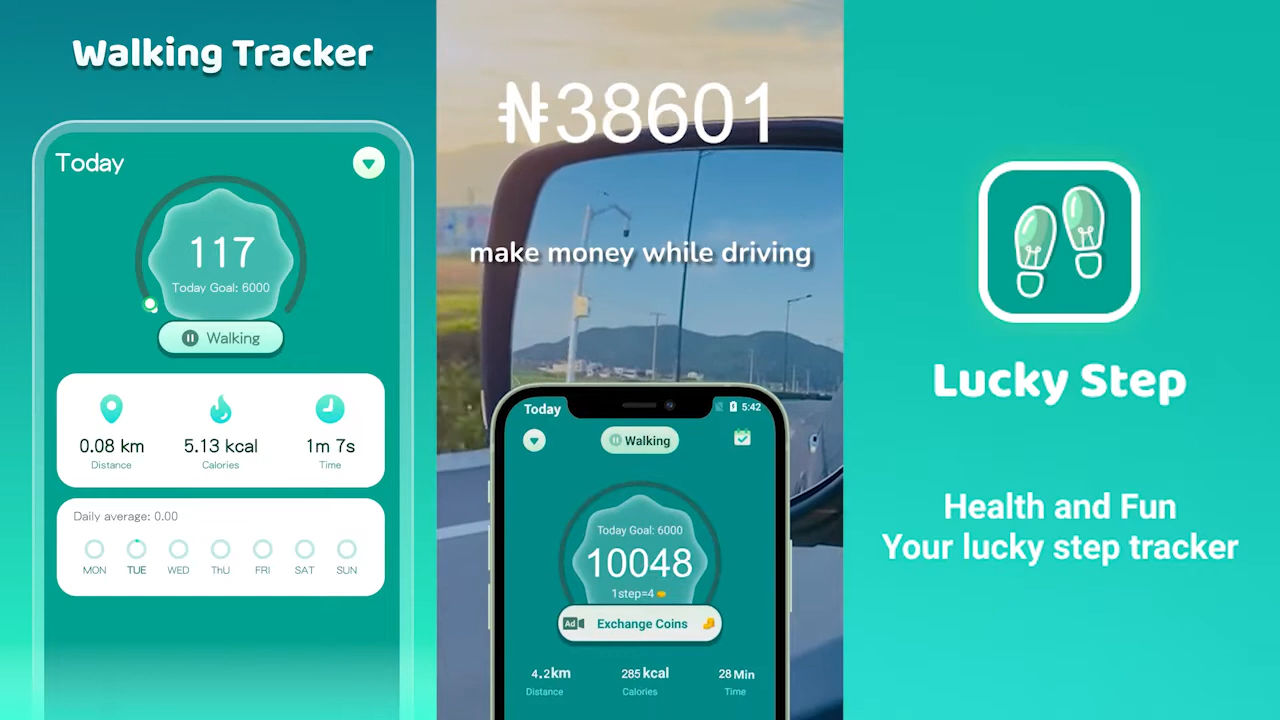 Walking Tracker
Today
117
Today Goal: 6000
Walking
0.08 km
5.13 kcal
1m 7s
Distance
Calories
Time
Daily average: 0.00
MON
TUE
WED
ThU
FRI
SAT
SUN
₦38601
make money while driving
Today
5:42
Walking
Today Goal: 6000
10048
1step=4
Ad
Exchange Coins
4.2km
285 kcal
28 Min
Distance
Calories
Time
Lucky Step
Health and Fun
Your lucky step tracker